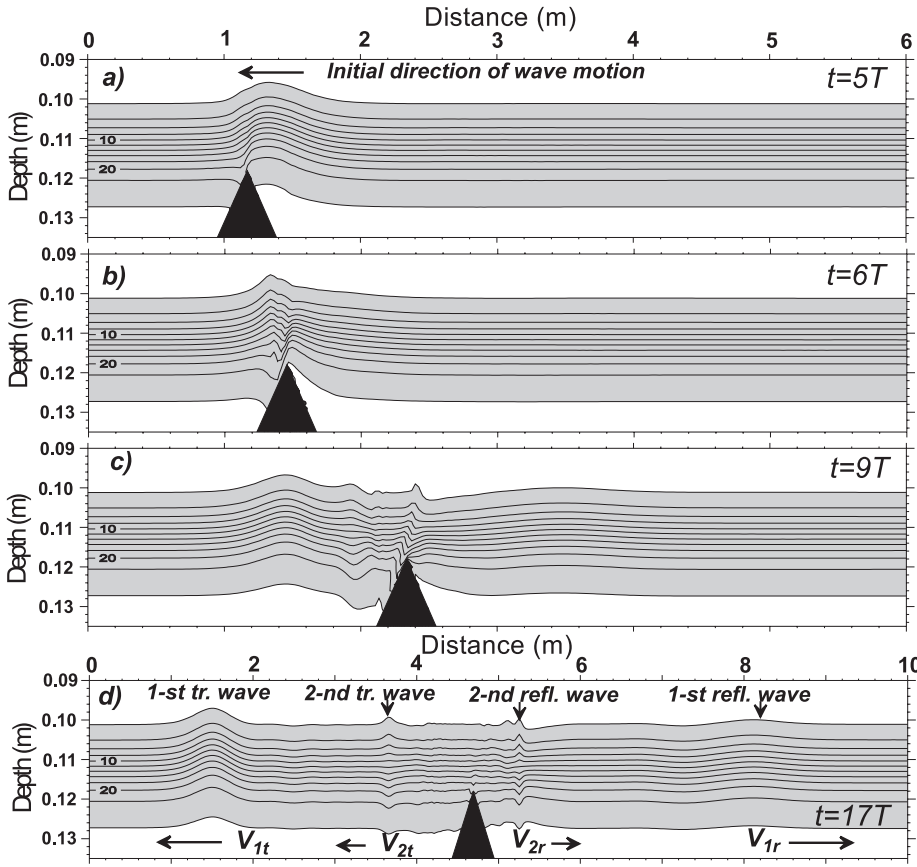 Distance (m)
0 1 2 3 4 5 6
a)
Initial direction of wave motion
t=5T
0.09
0.10
0.11
0.12
0.13
Depth (m)
10
20
b)
t=6T
0.09
0.10
0.11
0.12
0.13
Depth (m)
10
20
c)
t=9T
0.09
0.10
0.11
0.12
0.13
Depth (m)
10
20
Distance (m)
0 2 4 6 8 10
d)
1-st tr. wave 2-nd tr. wave 2-nd refl. wave 1-st refl. wave
0.09
0.10
0.11
0.12
0.13
Depth (m)
10
20
t=17T
V1t V2t V2r V1r